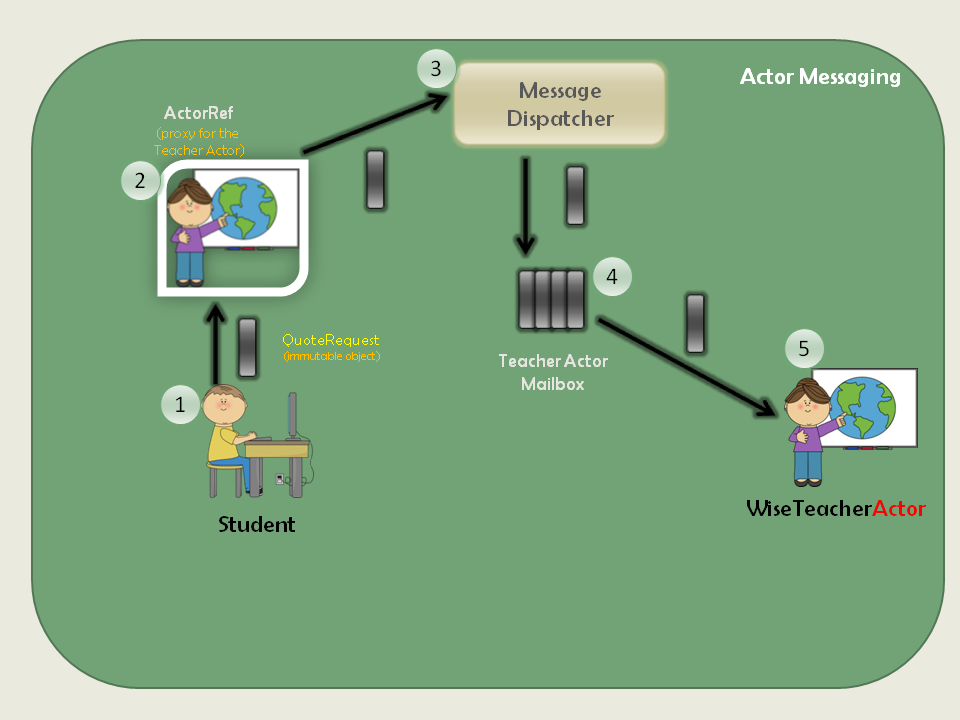 Actor Messaging
3
Message
Dispatcher
ActorRef
(proxy for the
Teacher Actor)
2
4
QuoteRequest
(immutable object)
Teacher Actor
Mailbox
5
1
WiseTeacherActor
Student